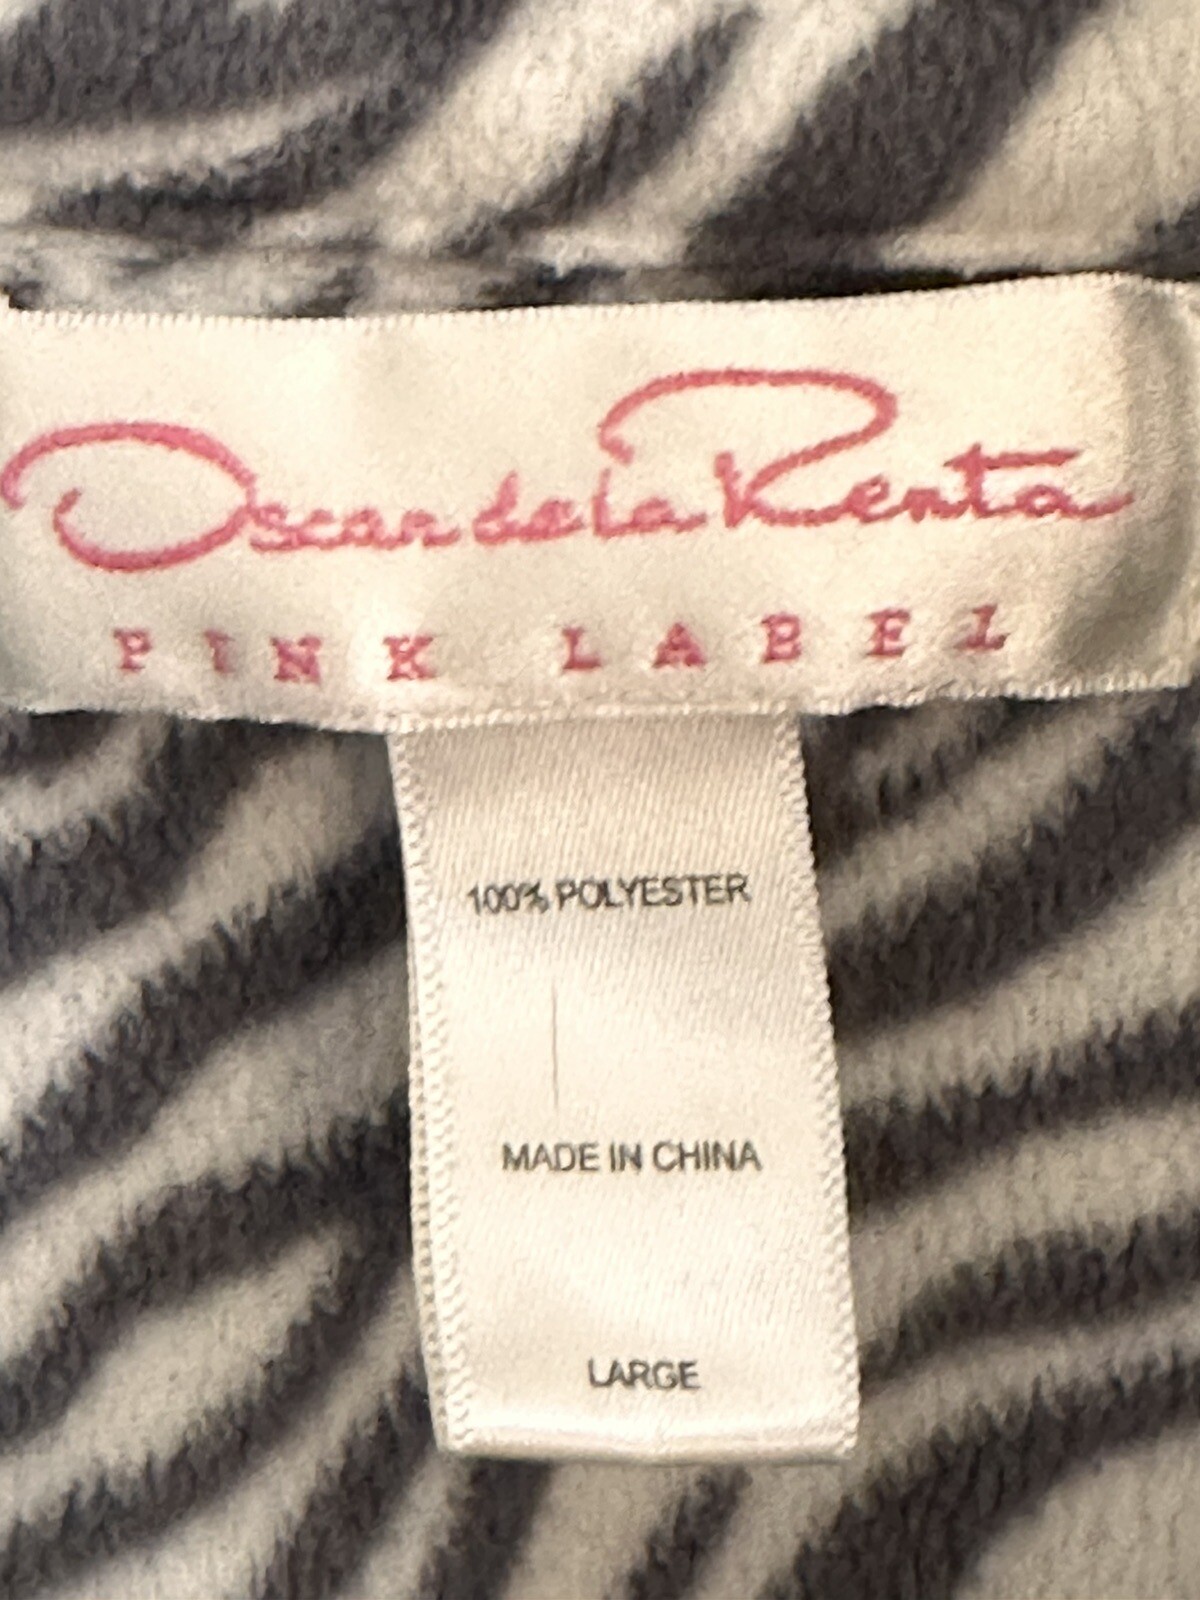 Oscar de la Renta
PINK LABEL
100% POLYESTER
MADE IN CHINA
LARGE